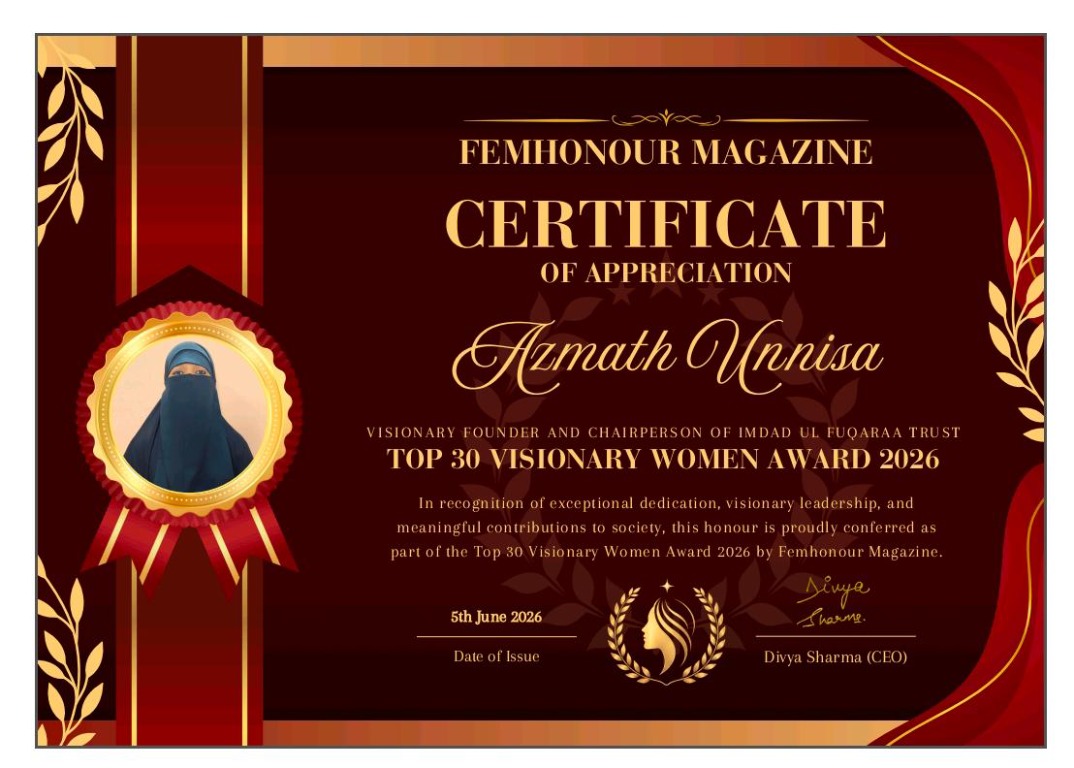 FEMHONOUR MAGAZINE
CERTIFICATE
OF APPRECIATION
Azmath Unnisa
VISIONARY FOUNDER AND CHAIRPERSON OF IMDAD UL FUQARAA TRUST
TOP 30 VISIONARY WOMEN AWARD 2026
In recognition of exceptional dedication, visionary leadership, and
meaningful contributions to society, this honour is proudly conferred as
part of the Top 30 Visionary Women Award 2026 by Femhonour Magazine.
Divya
Sharma.
5th June 2026
Date of Issue
Divya Sharma (CEO)